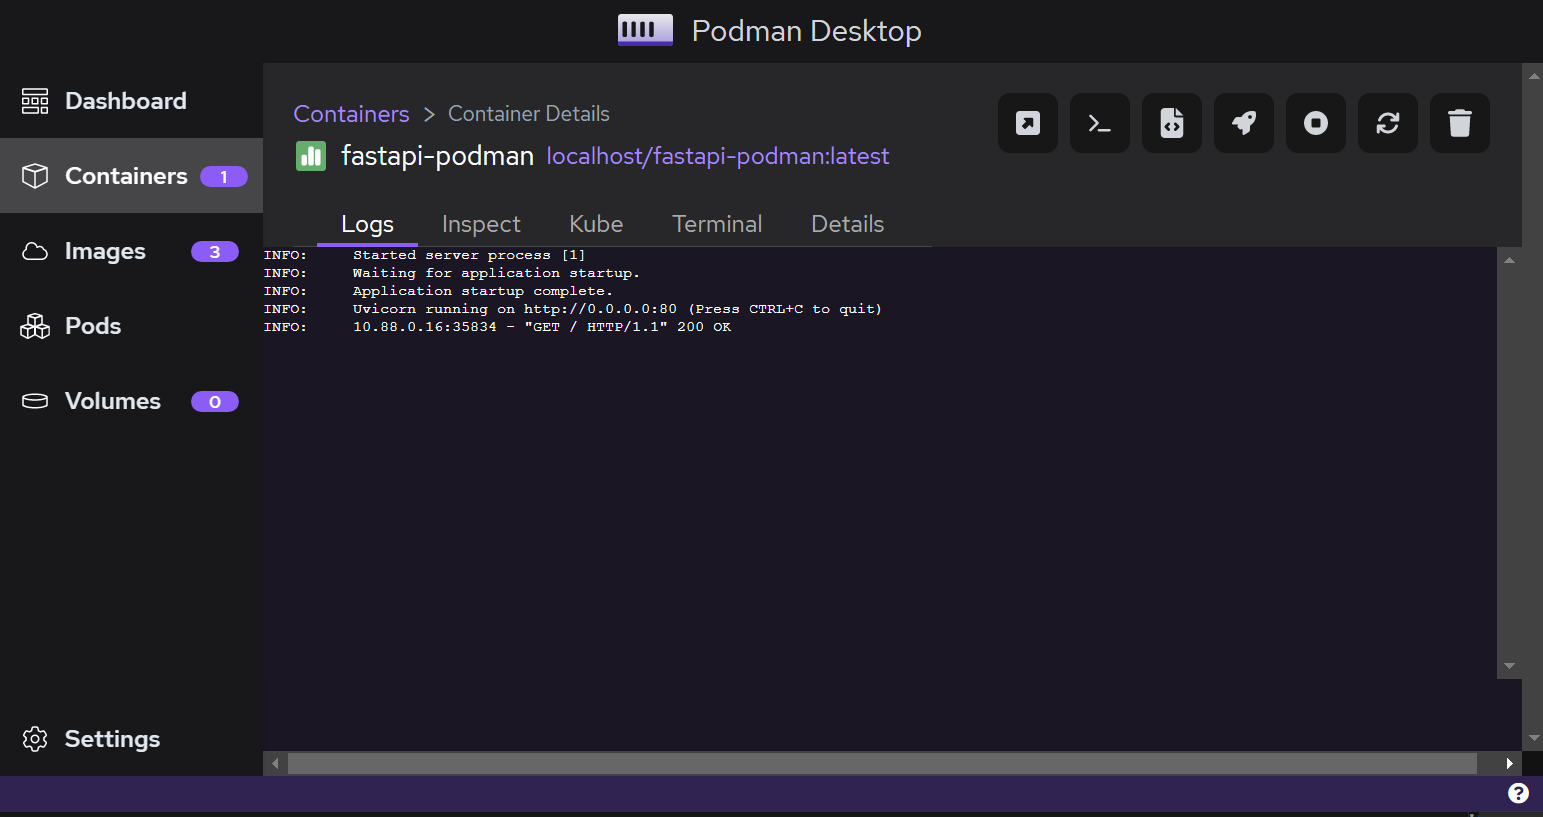 Podman Desktop
Dashboard
Containers 1
Images 3
Pods
Volumes 0
Settings
Containers > Container Details
fastapi-podman localhost/fastapi-podman:latest
Logs Inspect Kube Terminal Details
INFO: Started server process [1]
INFO: Waiting for application startup.
INFO: Application startup complete.
INFO: Uvicorn running on http://0.0.0.0:80 (Press CTRL+C to quit)
INFO: 10.88.0.16:35834 - "GET / HTTP/1.1" 200 OK